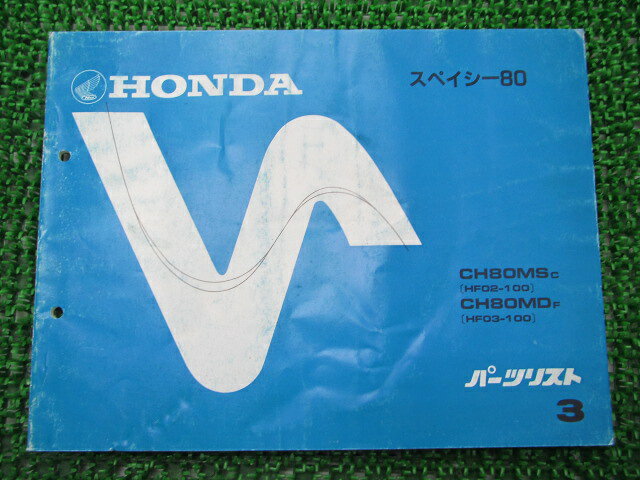 HONDA
スペイシー80
CH80MSC
[HF02-100]
CH80MDF
[HF03-100]
パーツリスト
3